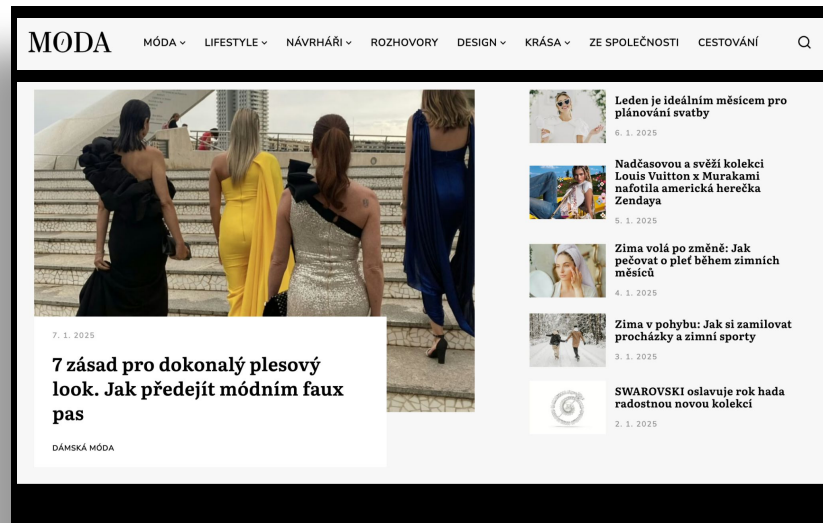 MODA
MÓDA
LIFESTYLE
NÁVRHÁŘI
ROZHOVORY
DESIGN
KRÁSA
ZE SPOLEČNOSTI
CESTOVÁNÍ
7. 1. 2025
7 zásad pro dokonalý plesový
look. Jak předejít módním faux
pas
DÁMSKÁ MÓDA
Leden je ideálním měsícem pro
plánování svatby
6. 1. 2025
Nadčasovou a svěží kolekci
Louis Vuitton x Murakami
nafotila americká herečka
Zendaya
5. 1. 2025
Zima volá po změně: Jak
pečovat o pleť během zimních
měsíců
4. 1. 2025
Zima v pohybu: Jak si zamilovat
procházky a zimní sporty
3. 1. 2025
SWAROVSKI oslavuje rok hada
radostnou novou kolekcí
2. 1. 2025